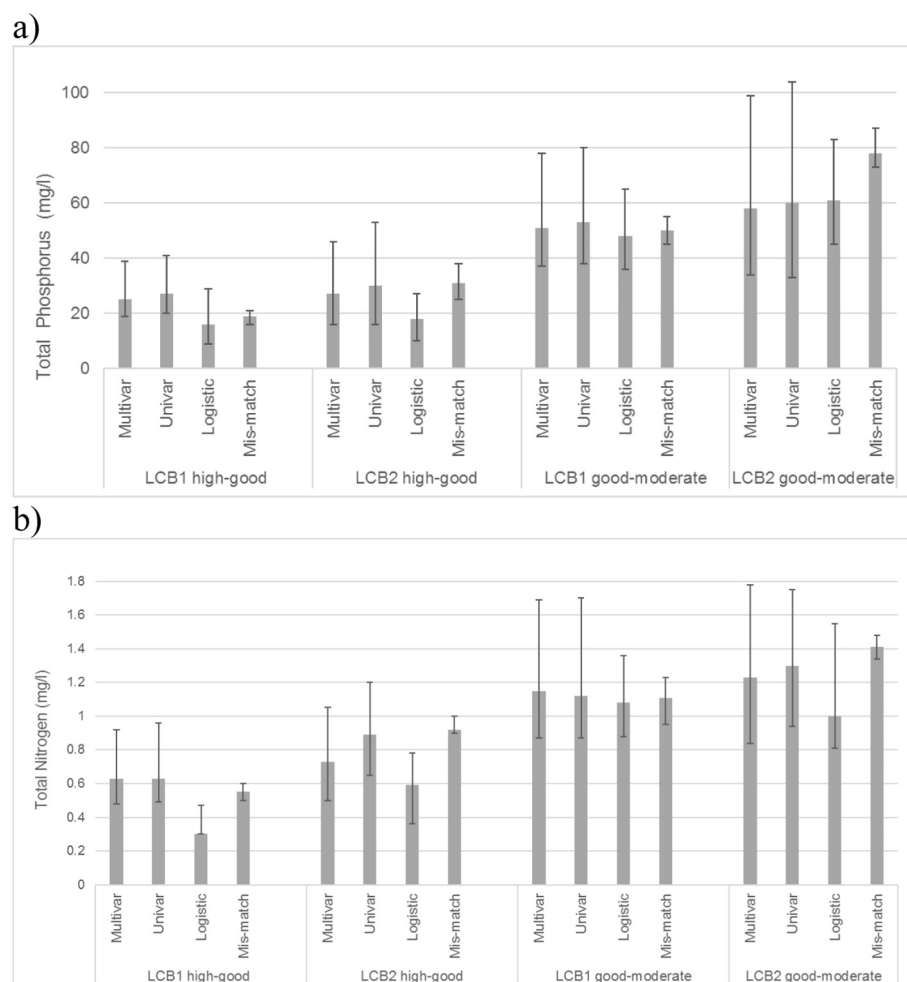 a)
100
80
60
40
20
0
Total Phosphorus (mg/l)
Multivar Univar Logistic Mis-match Multivar Univar Logistic Mis-match Multivar Univar Logistic Mis-match Multivar Univar Logistic Mis-match
LCB1 high-good LCB2 high-good LCB1 good-moderate LCB2 good-moderate
b)
1.8
1.6
1.4
1.2
1
0.8
0.6
0.4
0.2
0
Total Nitrogen (mg/l)
Multivar Univar Logistic Mis-match Multivar Univar Logistic Mis-match Multivar Univar Logistic Mis-match Multivar Univar Logistic Mis-match
LCB1 high-good LCB2 high-good LCB1 good-moderate LCB2 good-moderate